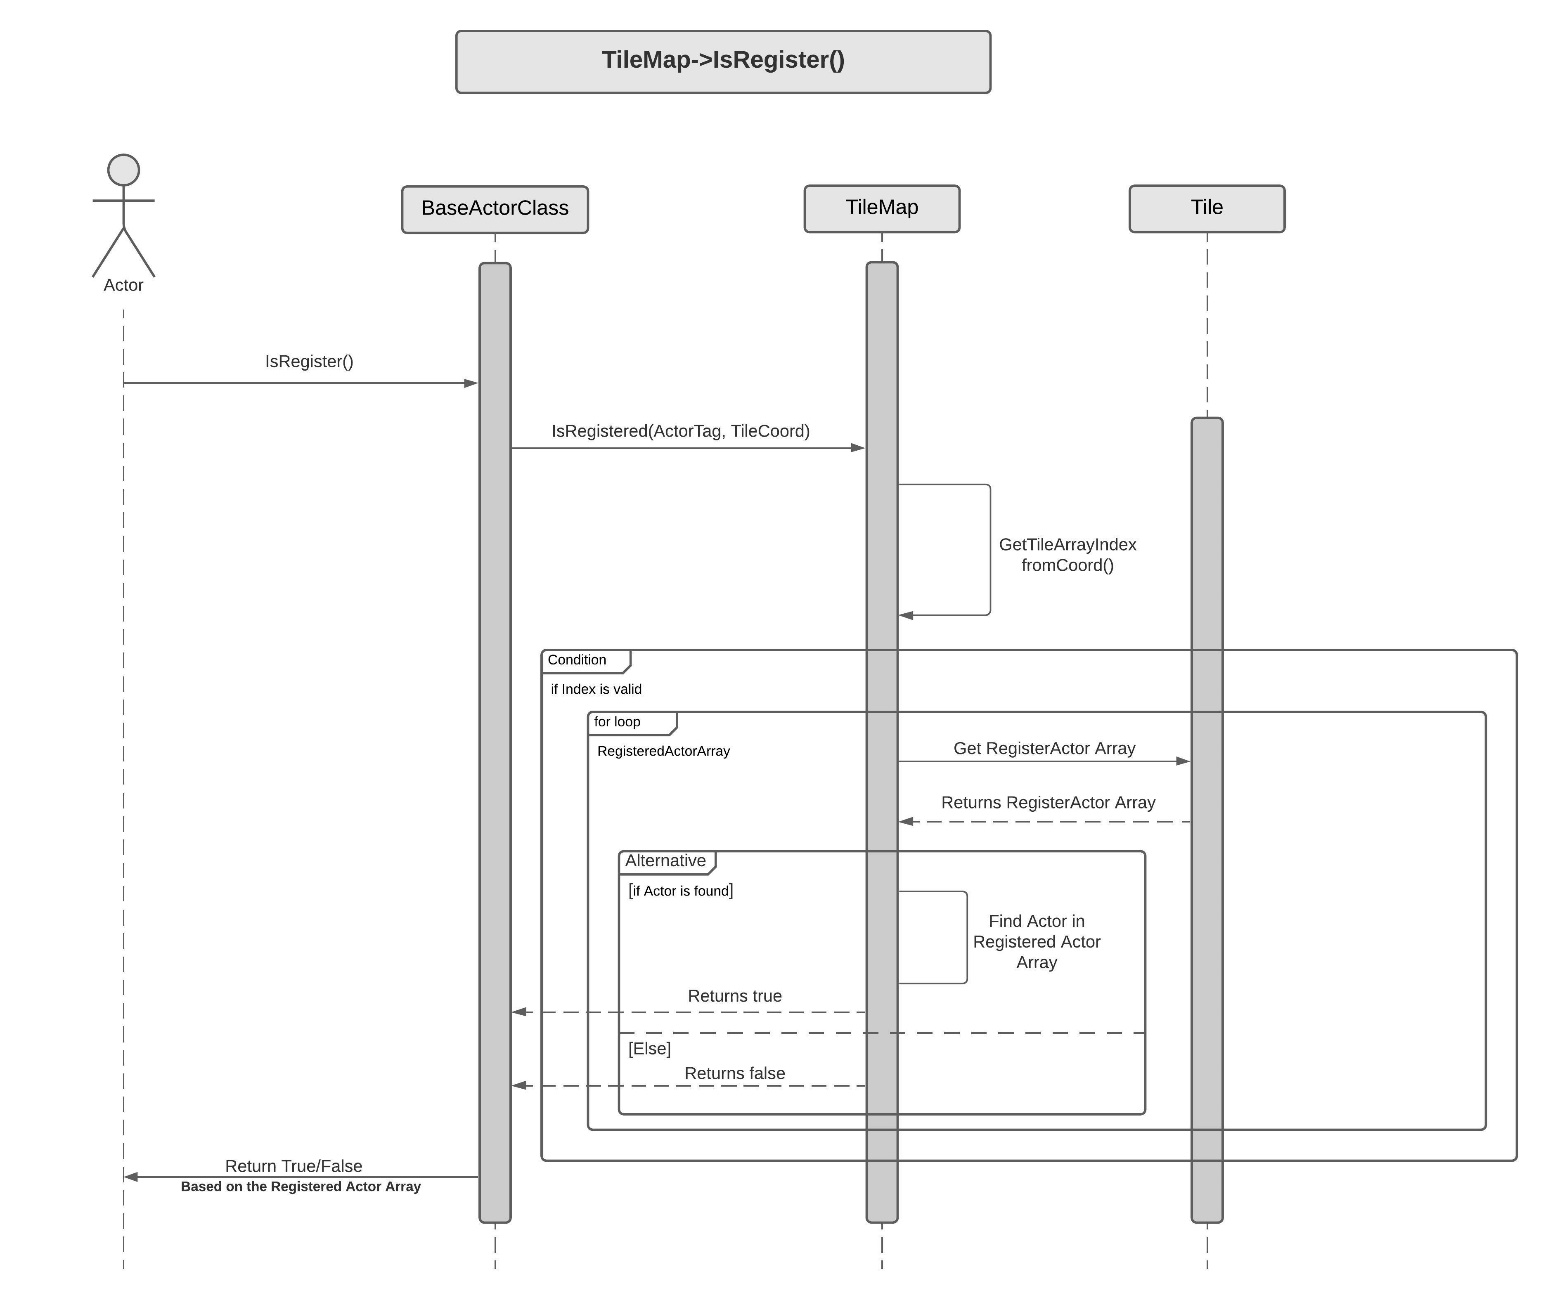 TileMap->IsRegister()
Actor
BaseActorClass
TileMap
Tile
IsRegister()
IsRegistered(ActorTag, TileCoord)
GetTileArrayIndex
fromCoord()
Condition
if Index is valid
for loop
RegisteredActorArray
Get RegisterActor Array
Returns RegisterActor Array
Alternative
[if Actor is found]
Find Actor in
Registered Actor
Array
Returns true
[Else]
Returns false
Return True/False
Based on the Registered Actor Array